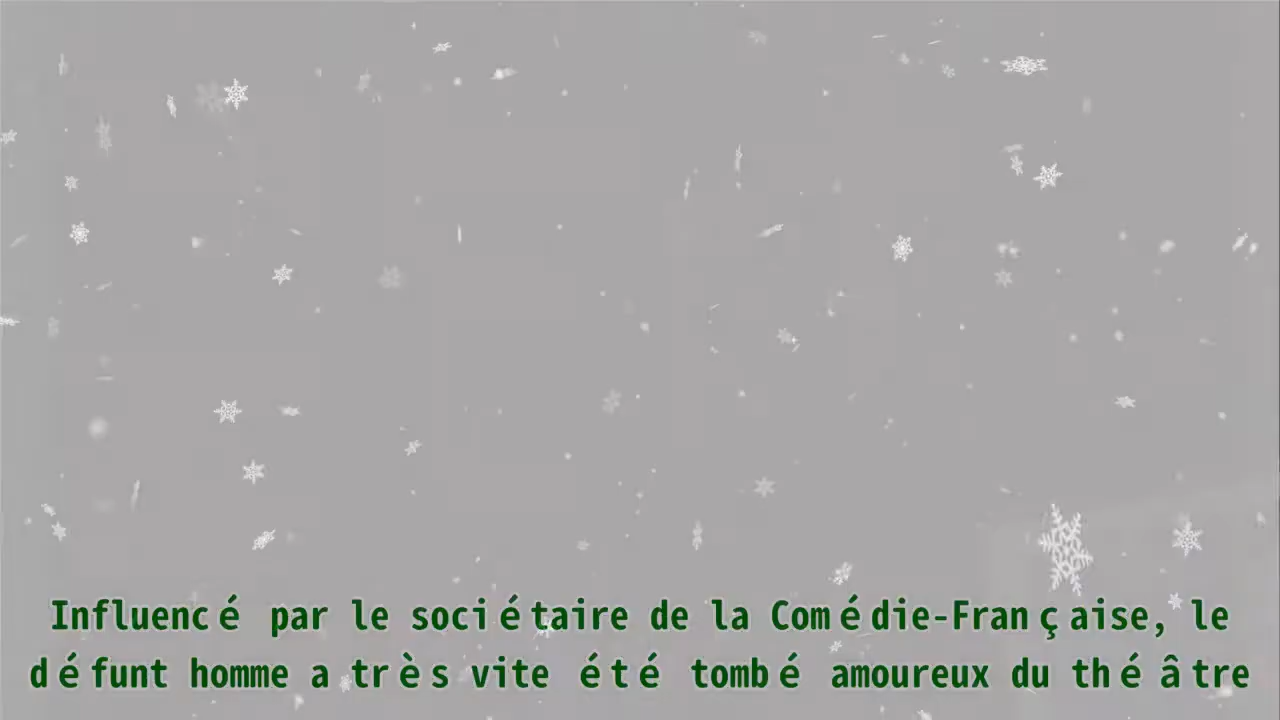 Influencé par le sociétaire de la Comédie-Française, le
défunt homme a très vite été tombé amoureux du théâtre